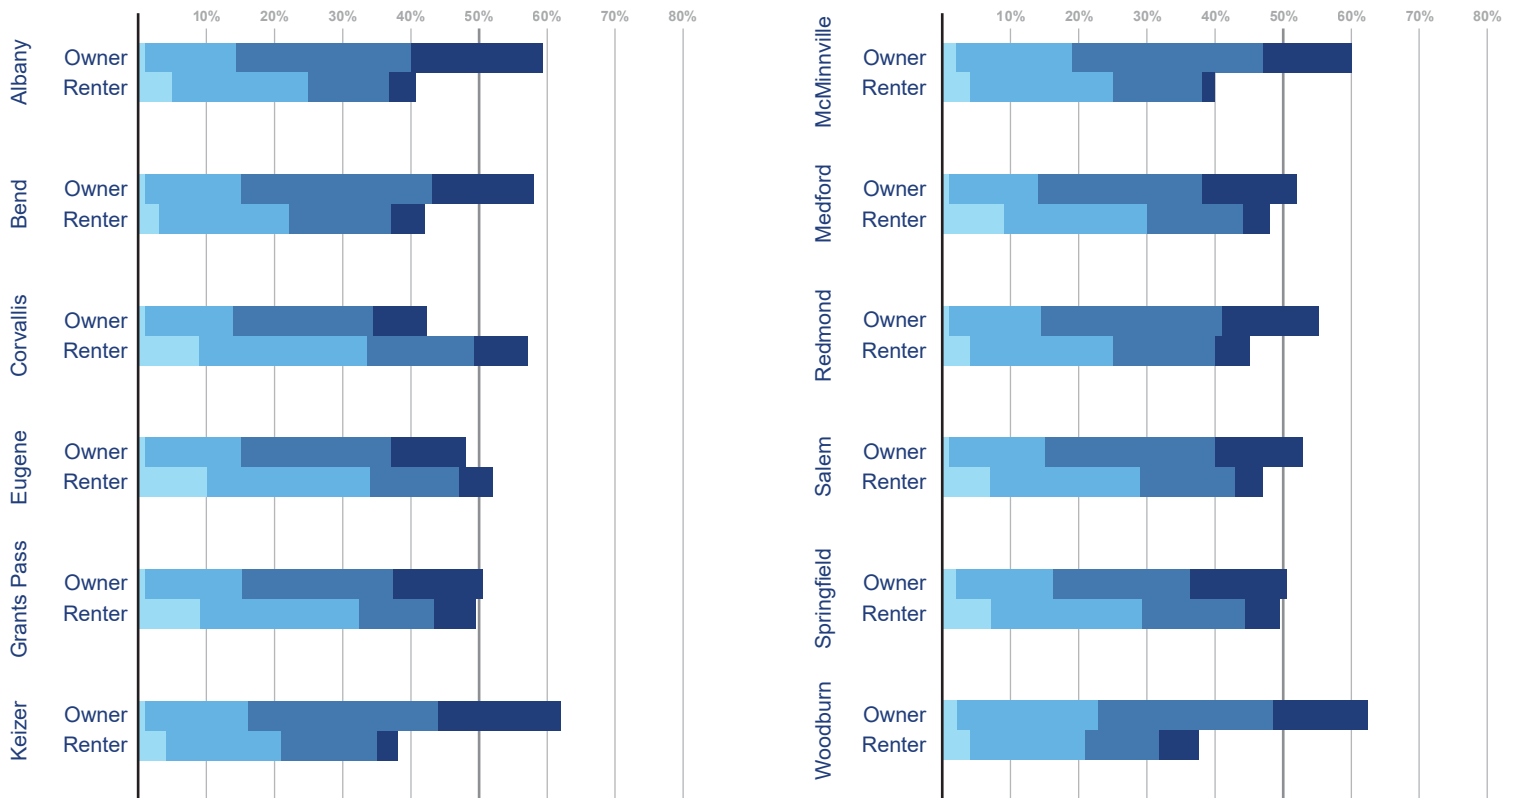 10% 20% 30% 40% 50% 60% 70% 80%
Albany
Owner
Renter
Bend
Owner
Renter
Corvallis
Owner
Renter
Eugene
Owner
Renter
Grants Pass
Owner
Renter
Keizer
Owner
Renter
10% 20% 30% 40% 50% 60% 70% 80%
McMinnville
Owner
Renter
Medford
Owner
Renter
Redmond
Owner
Renter
Salem
Owner
Renter
Springfield
Owner
Renter
Woodburn
Owner
Renter